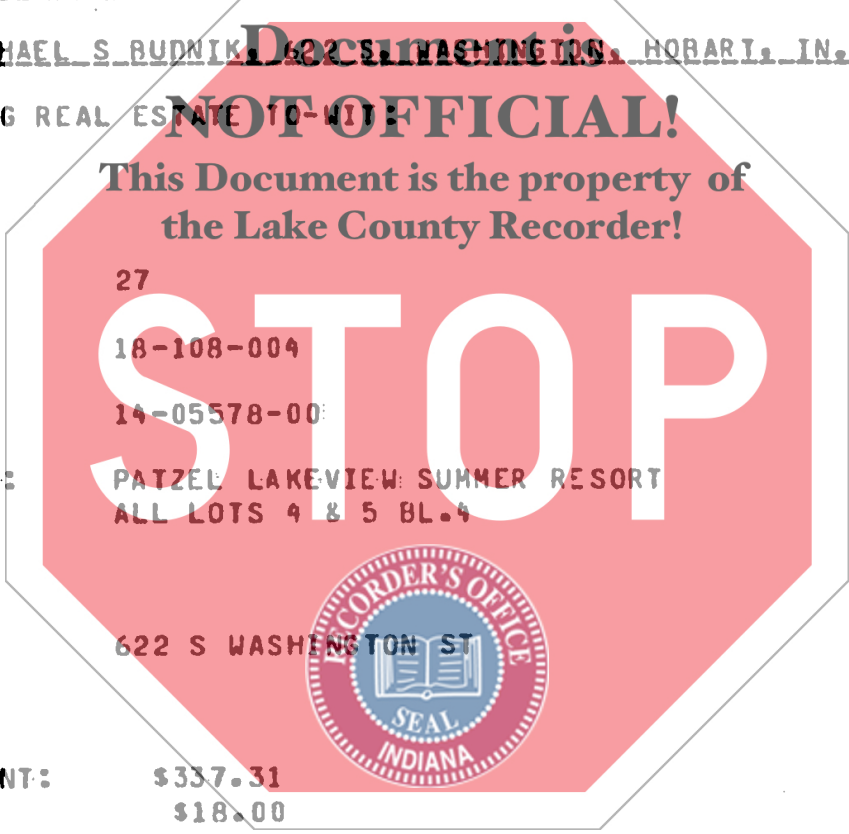 Document is
HAEL S BUDNIK, 622 S. WASHINGTON, HOBART, IN.
NOT OFFICIAL!
G REAL ESTATE TO-WIT:
This Document is the property of
the Lake County Recorder!
27
STOP
18-108-004
14-05578-00
: PATZEL LAKEVIEW SUMMER RESORT
ALL LOTS 4 & 5 BL.4
RECORDER'S OFFICE
622 S WASHINGTON ST
SEAL
INDIANA
NT: $337.31
$18.00